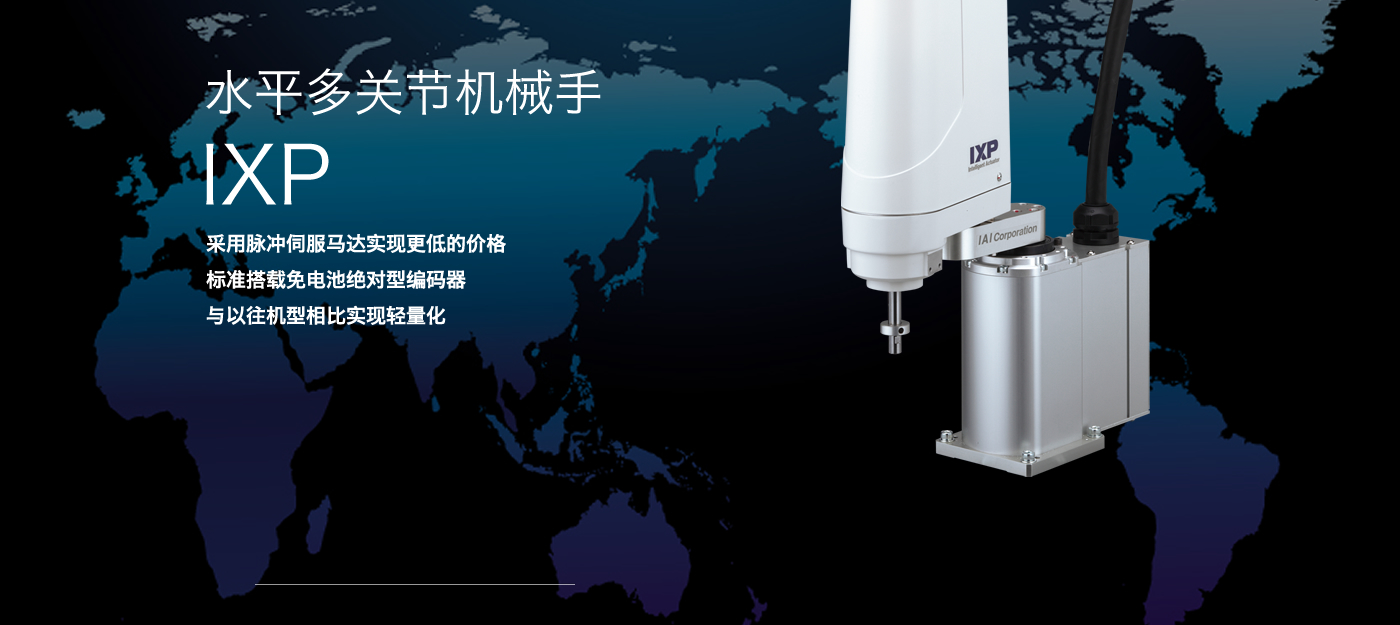 水平多关节机械手
IXP
采用脉冲伺服马达实现更低的价格
标准搭载免电池绝对型编码器
与以往机型相比实现轻量化
IXP
Intelligent Actuator
IAI Corporation